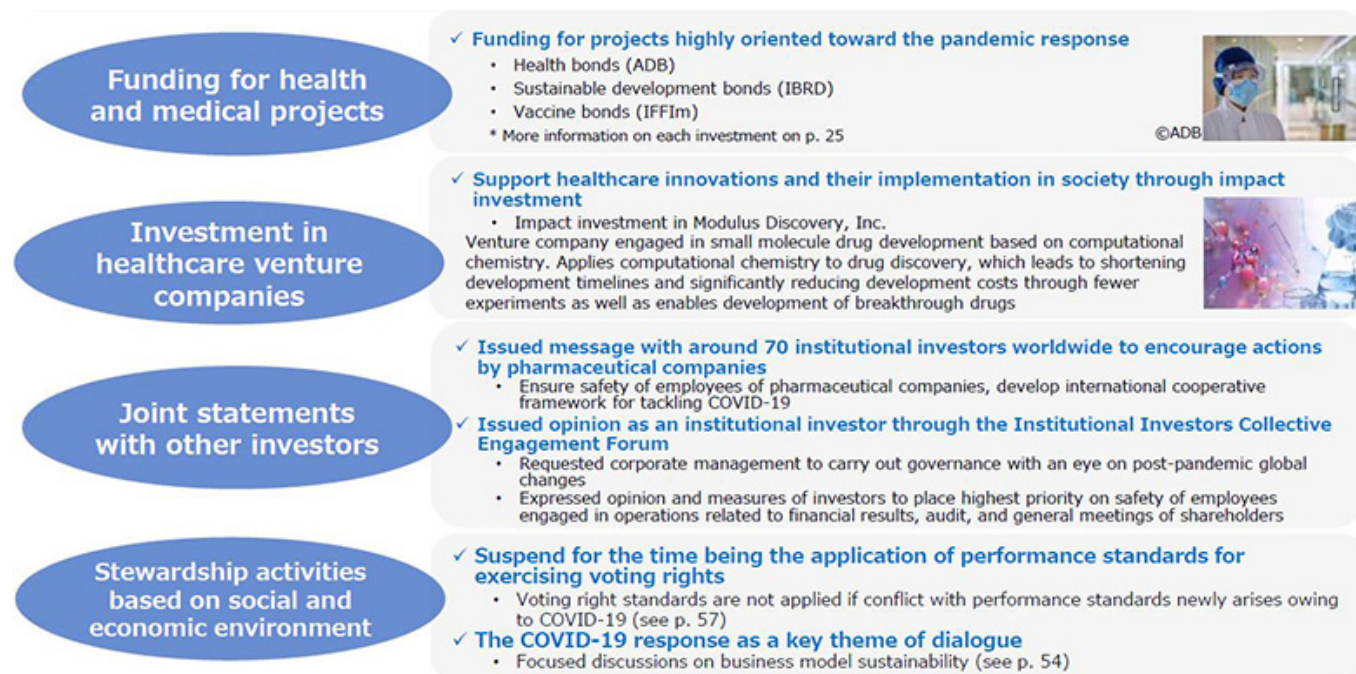 Funding for health
and medical projects
✓ Funding for projects highly oriented toward the pandemic response
• Health bonds (ADB)
• Sustainable development bonds (IBRD)
• Vaccine bonds (IFFIm)
* More information on each investment on p. 25
©ADB
Investment in
healthcare venture
companies
✓ Support healthcare innovations and their implementation in society through impact
investment
• Impact investment in Modulus Discovery, Inc.
Venture company engaged in small molecule drug development based on computational
chemistry. Applies computational chemistry to drug discovery, which leads to shortening
development timelines and significantly reducing development costs through fewer
experiments as well as enables development of breakthrough drugs
Joint statements
with other investors
✓ Issued message with around 70 institutional investors worldwide to encourage actions
by pharmaceutical companies
• Ensure safety of employees of pharmaceutical companies, develop international cooperative
framework for tackling COVID-19
✓ Issued opinion as an institutional investor through the Institutional Investors Collective
Engagement Forum
• Requested corporate management to carry out governance with an eye on post-pandemic global
changes
• Expressed opinion and measures of investors to place highest priority on safety of employees
engaged in operations related to financial results, audit, and general meetings of shareholders
Stewardship activities
based on social and
economic environment
✓ Suspend for the time being the application of performance standards for
exercising voting rights
• Voting right standards are not applied if conflict with performance standards newly arises owing
to COVID-19 (see p. 57)
✓ The COVID-19 response as a key theme of dialogue
• Focused discussions on business model sustainability (see p. 54)